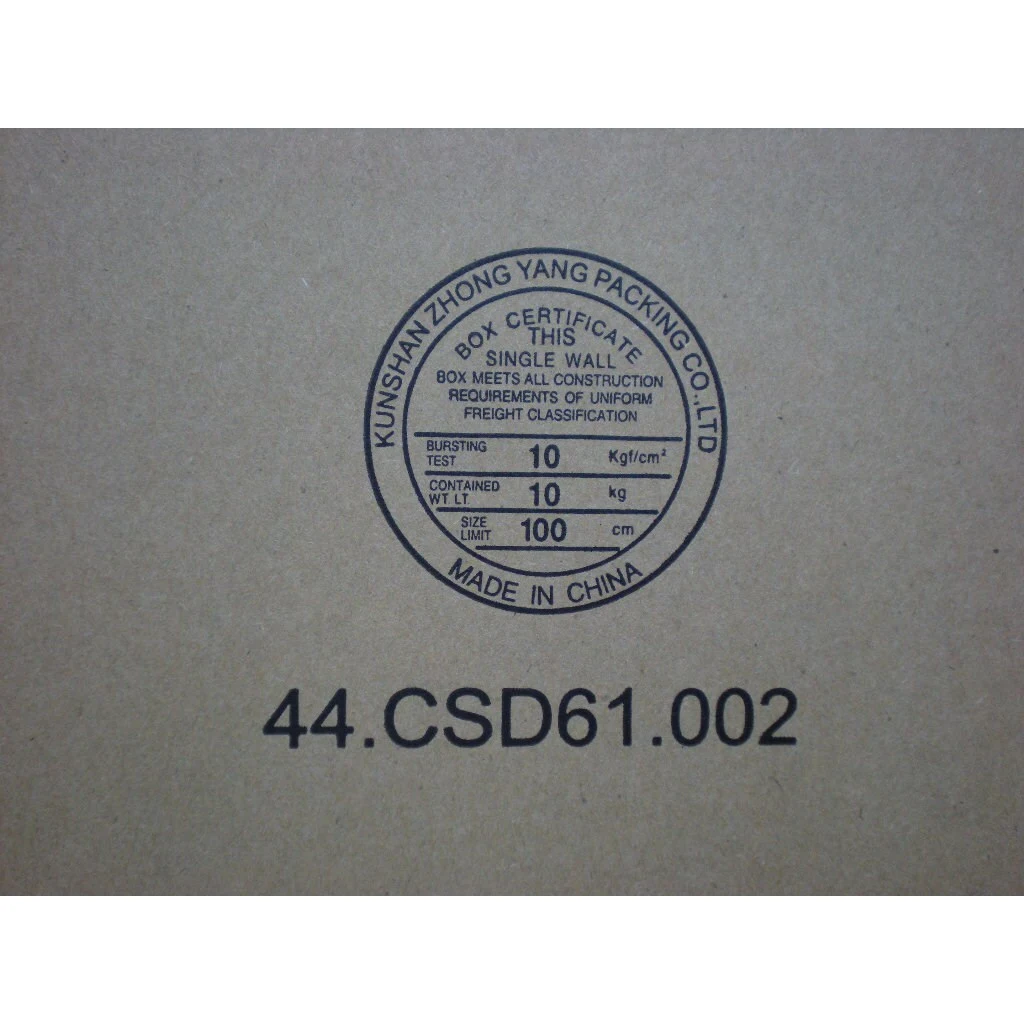 KUNSHAN ZHONG YANG PACKING CO.,LTD
BOX CERTIFICATE
THIS
SINGLE WALL
BOX MEETS ALL CONSTRUCTION
REQUIREMENTS OF UNIFORM
FREIGHT CLASSIFICATION
BURSTING TEST 10 Kgf/cm²
CONTAINED WT LT. 10 kg
SIZE LIMIT 100 cm
MADE IN CHINA
44.CSD61.002